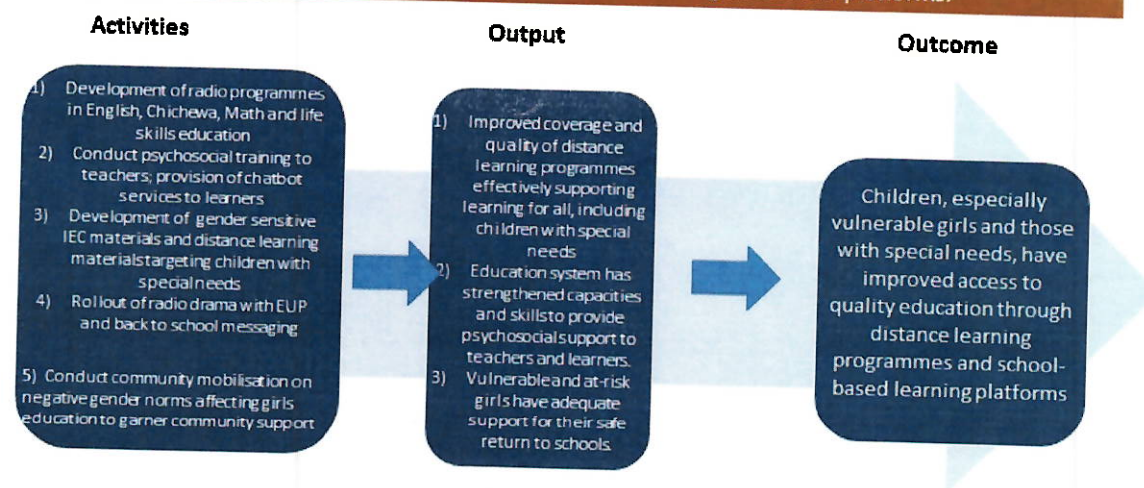 Activities
Output
Outcome
1) Development of radio programmes
in English, Chichewa, Math and life
skills education
2) Conduct psychosocial training to
teachers; provision of chatbot
services to learners
3) Development of gender sensitive
IEC materials and distance learning
materials targeting children with
special needs
4) Rollout of radio drama with EUP
and back to school messaging
5) Conduct community mobilisation on
negative gender norms affecting girls
education to garner community support
1) Improved coverage and
quality of distance
learning programmes
effectively supporting
learning for all, including
children with special
needs
2) Education system has
strengthened capacities
and skills to provide
psychosocial support to
teachers and learners.
3) Vulnerable and at-risk
girls have adequate
support for their safe
return to schools.
Children, especially
vulnerable girls and those
with special needs, have
improved access to
quality education through
distance learning
programmes and school-
based learning platforms